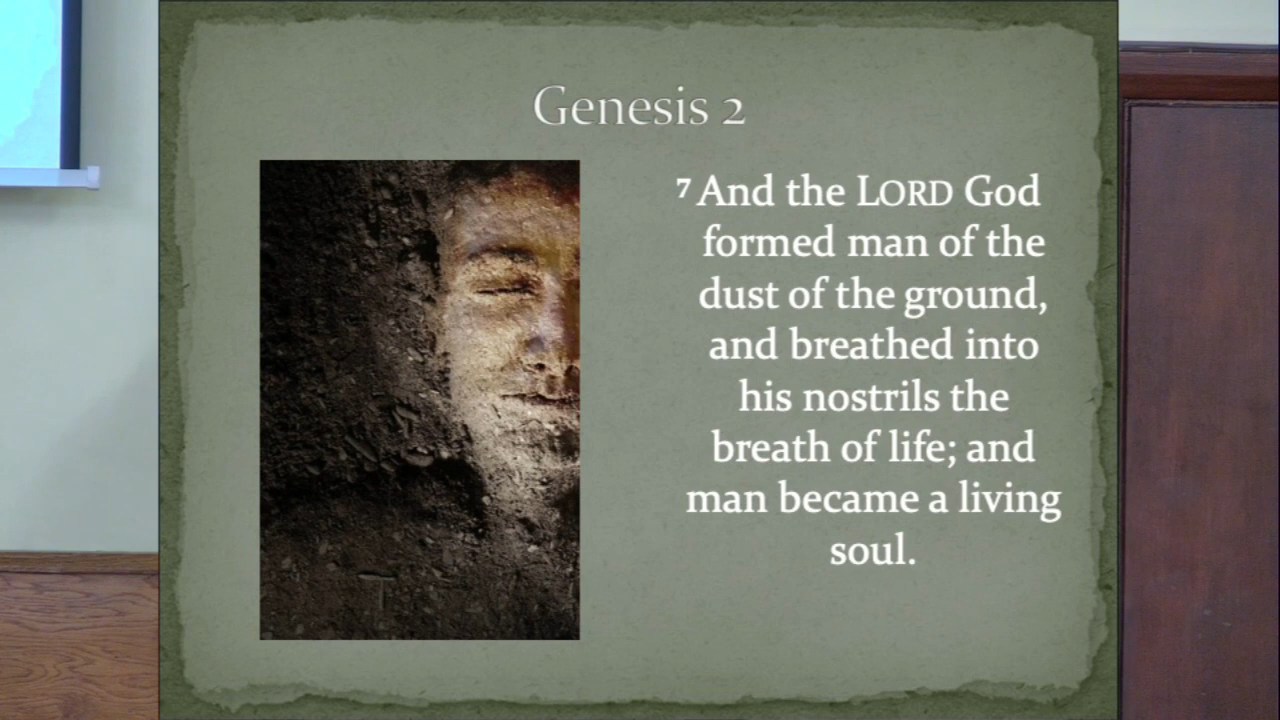 Genesis 2
7 And the LORD God
formed man of the
dust of the ground,
and breathed into
his nostrils the
breath of life; and
man became a living
soul.